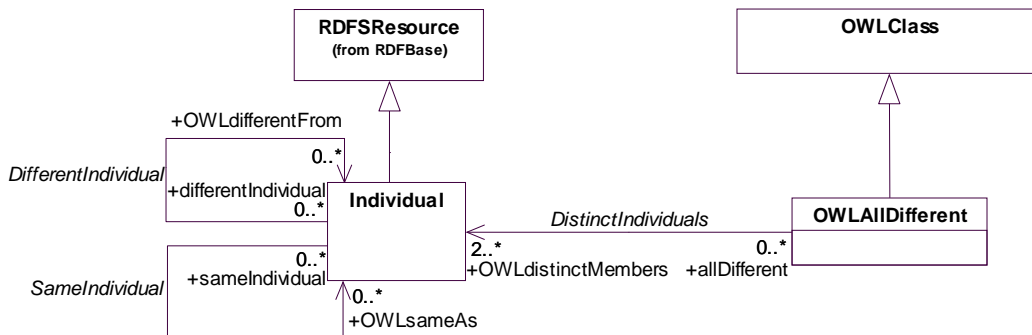 RDFSResource
(from RDFBase)
OWLClass
+OWLdifferentFrom
0..*
DifferentIndividual
+differentIndividual
0..*
Individual
DistinctIndividuals
OWLAllDifferent
2..*
0..*
+OWLdistinctMembers
+allDifferent
0..*
+sameIndividual
SameIndividual
0..*
+OWLsameAs